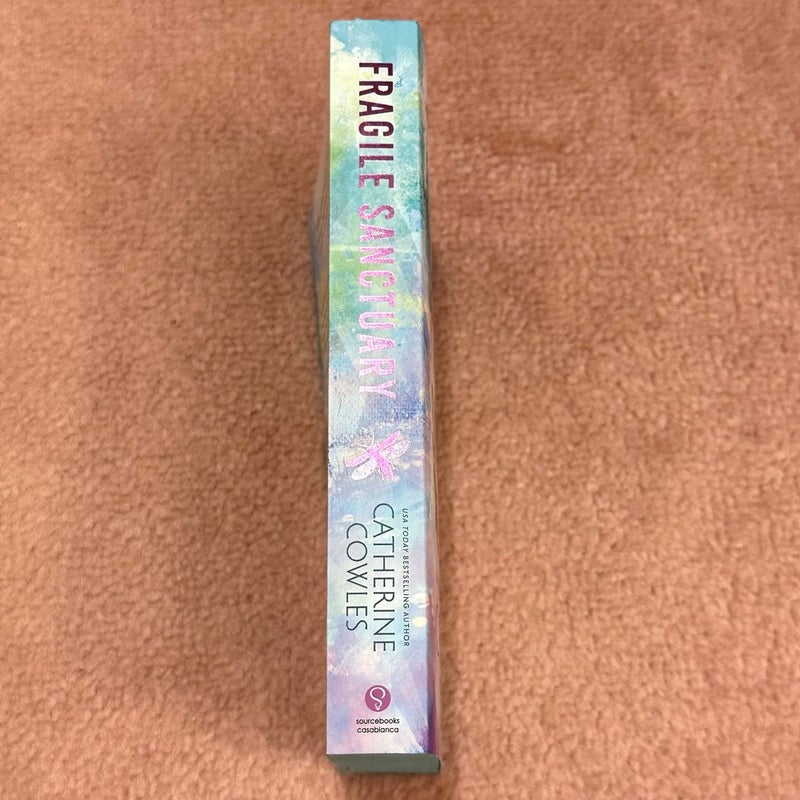 FRAGILE SANCTUARY
USA TODAY BESTSELLING AUTHOR
CATHERINE
COWLES
sourcebooks
casablanca